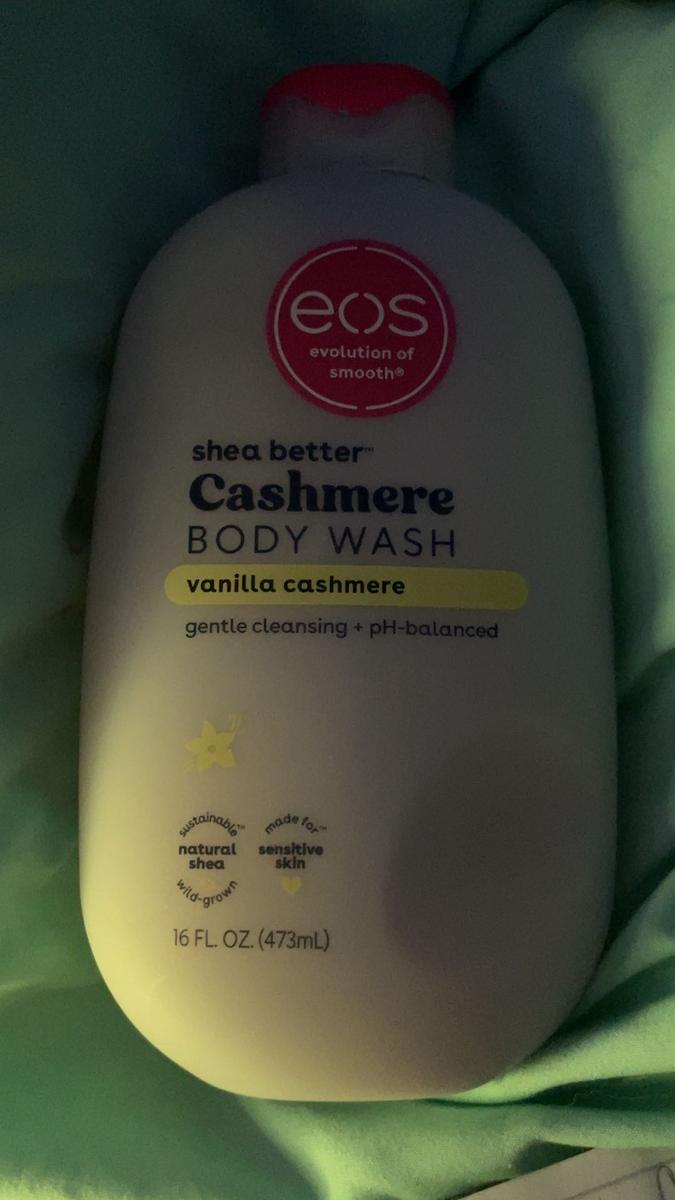 eos
evolution of
smooth®
shea better™
Cashmere
BODY WASH
vanilla cashmere
gentle cleansing + pH-balanced
sustainable™
natural
shea
wild-grown
made for™
sensitive
skin
16 FL. OZ. (473mL)